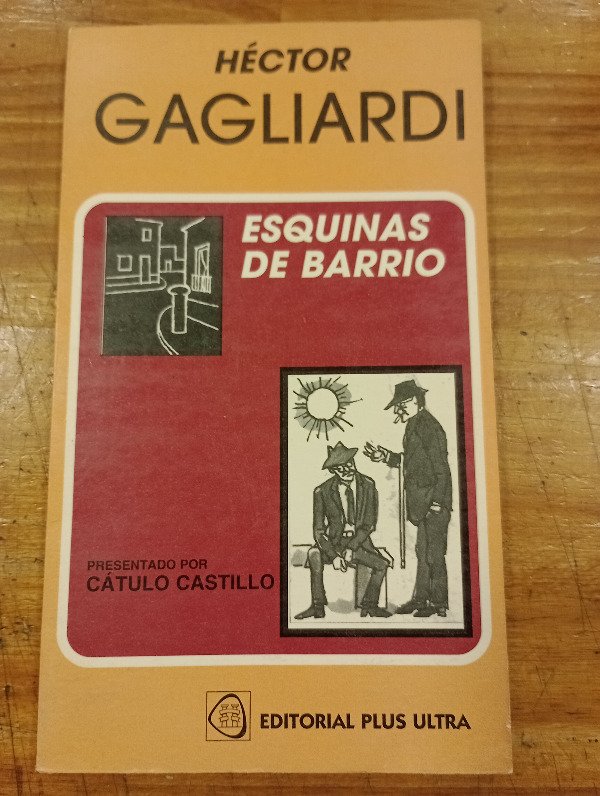 HÉCTOR
GAGLIARDI
ESQUINAS
DE BARRIO
PRESENTADO POR
CÁTULO CASTILLO
EDITORIAL PLUS ULTRA